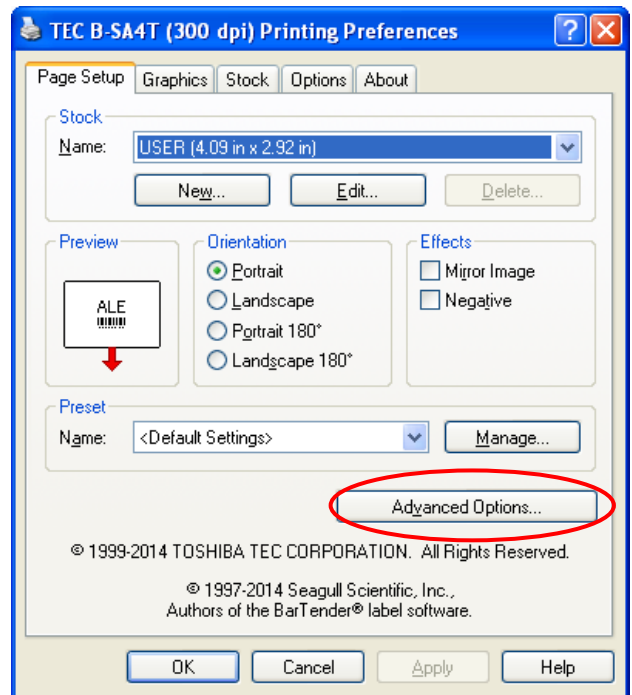 TEC B-SA4T (300 dpi) Printing Preferences
Page Setup Graphics Stock Options About
Stock
Name: USER (4.09 in x 2.92 in)
New... Edit... Delete...
Preview Orientation Effects
ALE
Portrait Mirror Image
Landscape Negative
Portrait 180°
Landscape 180°
Preset
Name: <Default Settings> Manage...
Advanced Options...
© 1999-2014 TOSHIBA TEC CORPORATION. All Rights Reserved.
© 1997-2014 Seagull Scientific, Inc.,
Authors of the BarTender® label software.
OK Cancel Apply Help